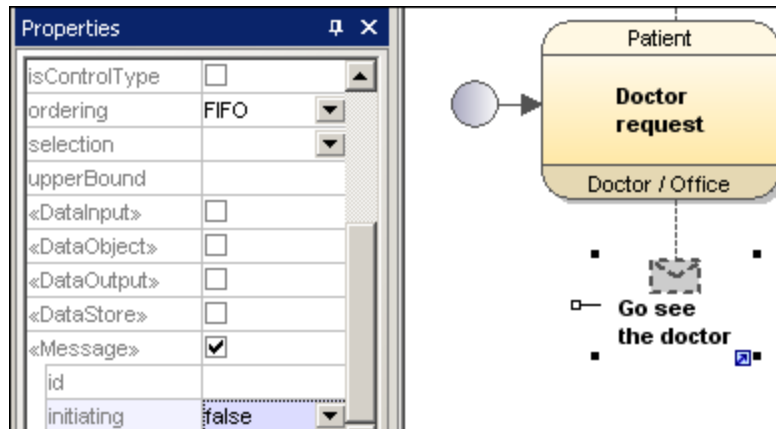 Properties
isControlType
ordering FIFO
selection
upperBound
«DataInput»
«DataObject»
«DataOutput»
«DataStore»
«Message»
id
initiating false
Patient
Doctor
request
Doctor / Office
Go see
the doctor